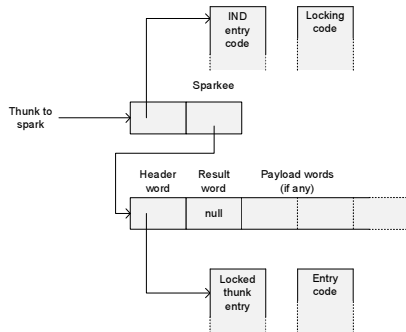 IND
entry
code
Locking
code
Sparkee
Thunk to
spark
Header
word
Result
word
Payload words
(if any)
null
Locked
thunk
entry
Entry
code